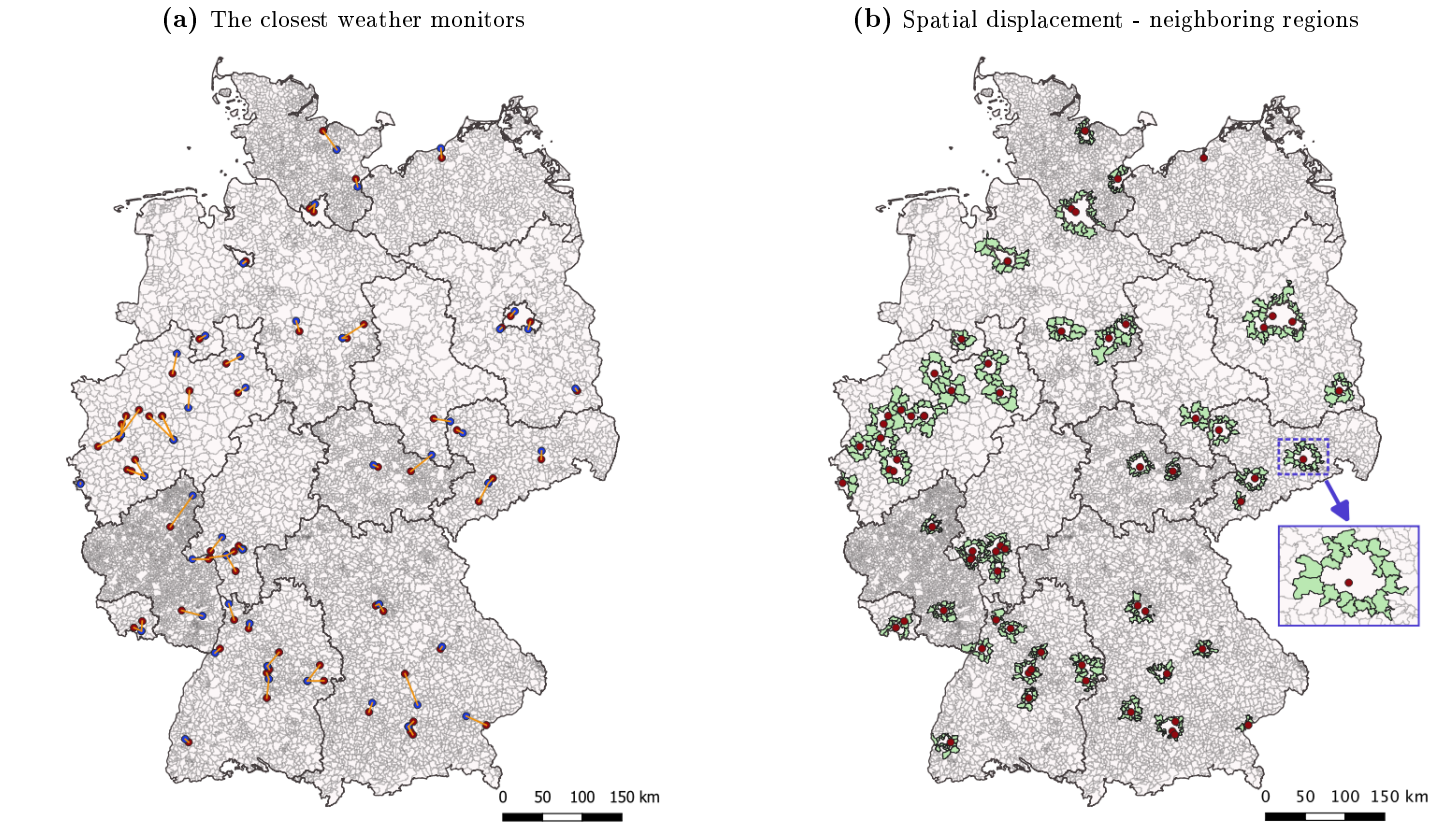 (a) The closest weather monitors
(b) Spatial displacement - neighboring regions
0 50 100 150 km
0 50 100 150 km